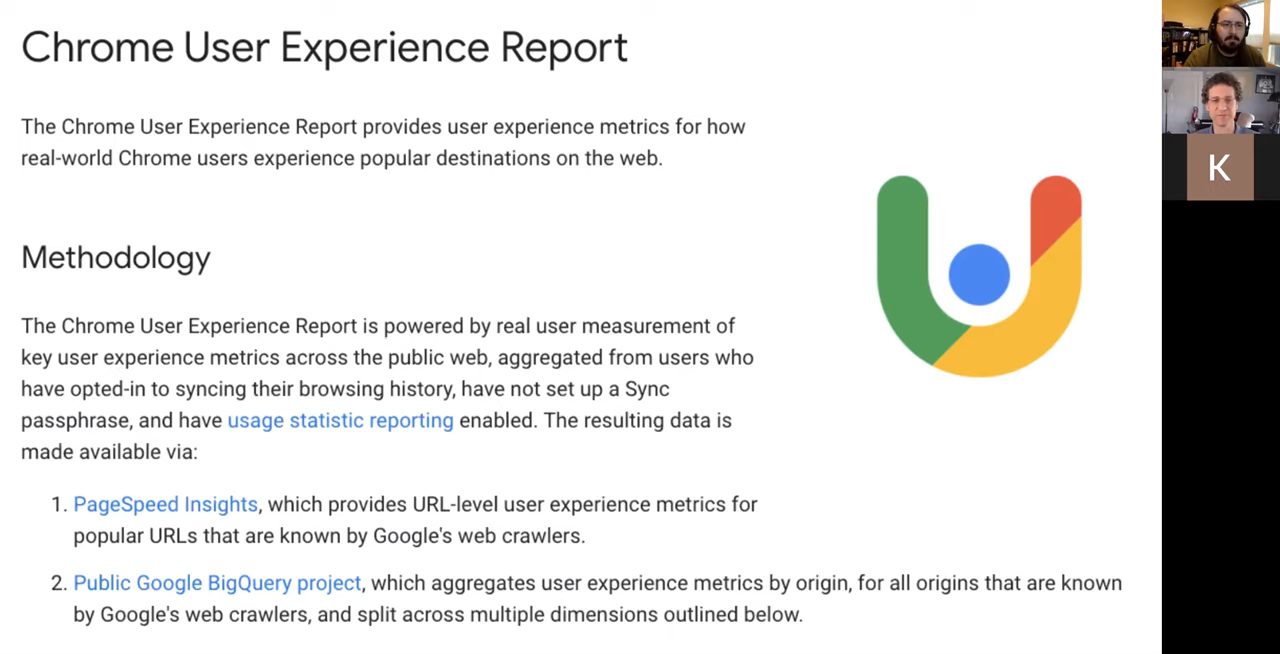 Chrome User Experience Report
The Chrome User Experience Report provides user experience metrics for how
real-world Chrome users experience popular destinations on the web.
Methodology
The Chrome User Experience Report is powered by real user measurement of
key user experience metrics across the public web, aggregated from users who
have opted-in to syncing their browsing history, have not set up a Sync
passphrase, and have usage statistic reporting enabled. The resulting data is
made available via:
1. PageSpeed Insights, which provides URL-level user experience metrics for
popular URLs that are known by Google's web crawlers.
2. Public Google BigQuery project, which aggregates user experience metrics by origin, for all origins that are known
by Google's web crawlers, and split across multiple dimensions outlined below.
K